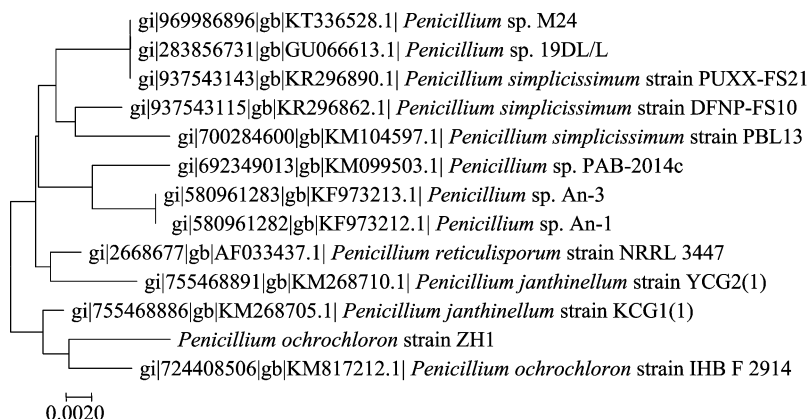 gi|969986896|gb|KT336528.1| Penicillium sp. M24
gi|283856731|gb|GU066613.1| Penicillium sp. 19DL/L
gi|937543143|gb|KR296890.1| Penicillium simplicissimum strain PUXX-FS21
gi|937543115|gb|KR296862.1| Penicillium simplicissimum strain DFNP-FS10
gi|700284600|gb|KM104597.1| Penicillium simplicissimum strain PBL13
gi|692349013|gb|KM099503.1| Penicillium sp. PAB-2014c
gi|580961283|gb|KF973213.1| Penicillium sp. An-3
gi|580961282|gb|KF973212.1| Penicillium sp. An-1
gi|2668677|gb|AF033437.1| Penicillium reticulisporum strain NRRL 3447
gi|755468891|gb|KM268710.1| Penicillium janthinellum strain YCG2(1)
gi|755468886|gb|KM268705.1| Penicillium janthinellum strain KCG1(1)
Penicillium ochrochloron strain ZH1
gi|724408506|gb|KM817212.1| Penicillium ochrochloron strain IHB F 2914
0.0020